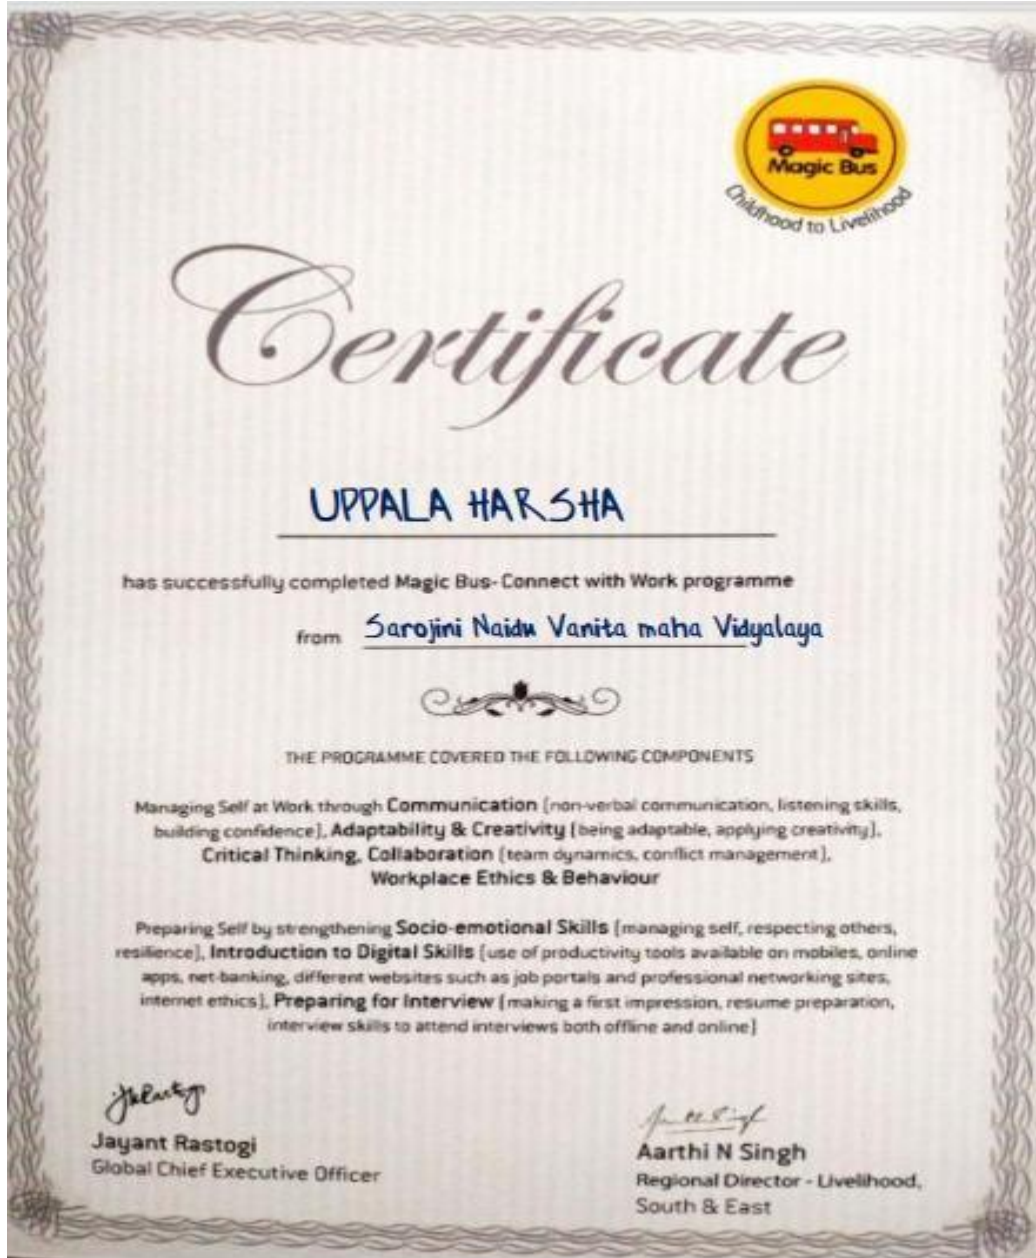 Magic Bus
Childhood to Livelihood
Certificate
UPPALA HARSHA
has successfully completed Magic Bus- Connect with Work programme
from Sarojini Naidu Vanita maha Vidyalaya
THE PROGRAMME COVERED THE FOLLOWING COMPONENTS
Managing Self at Work through Communication [non-verbal communication, listening skills,
building confidence], Adaptability & Creativity [being adaptable, applying creativity],
Critical Thinking, Collaboration [team dynamics, conflict management],
Workplace Ethics & Behaviour
Preparing Self by strengthening Socio-emotional Skills [managing self, respecting others,
resilience], Introduction to Digital Skills [use of productivity tools available on mobiles, online
apps, net-banking, different websites such as job portals and professional networking sites,
internet ethics], Preparing for Interview [making a first impression, resume preparation,
interview skills to attend interviews both offline and online]
Jayant Rastogi
Global Chief Executive Officer
Aarthi N Singh
Regional Director - Livelihood,
South & East